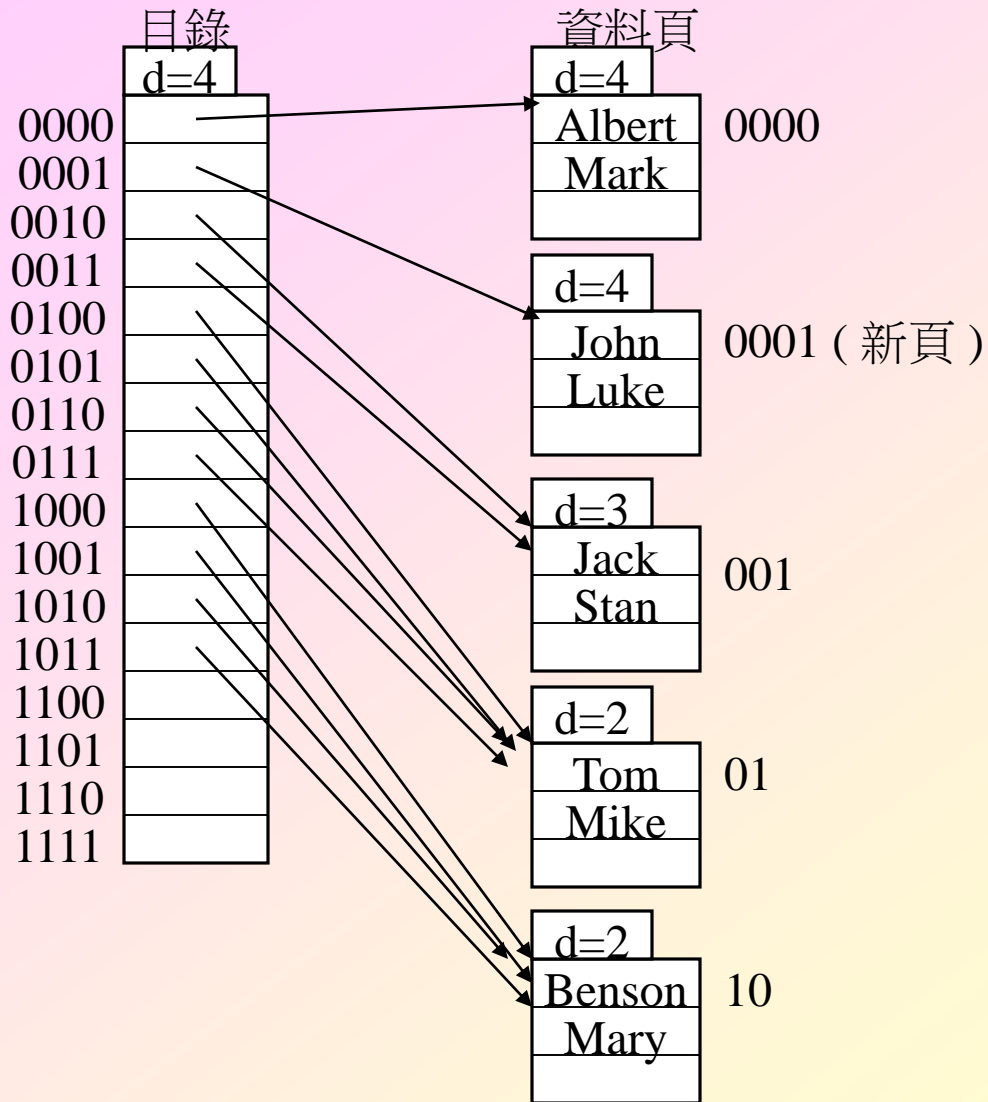 目錄
d=4
0000
0001
0010
0011
0100
0101
0110
0111
1000
1001
1010
1011
1100
1101
1110
1111
資料頁
d=4
Albert 0000
Mark
d=4
John 0001 ( 新頁 )
Luke
d=3
Jack 001
Stan
d=2
Tom 01
Mike
d=2
Benson 10
Mary